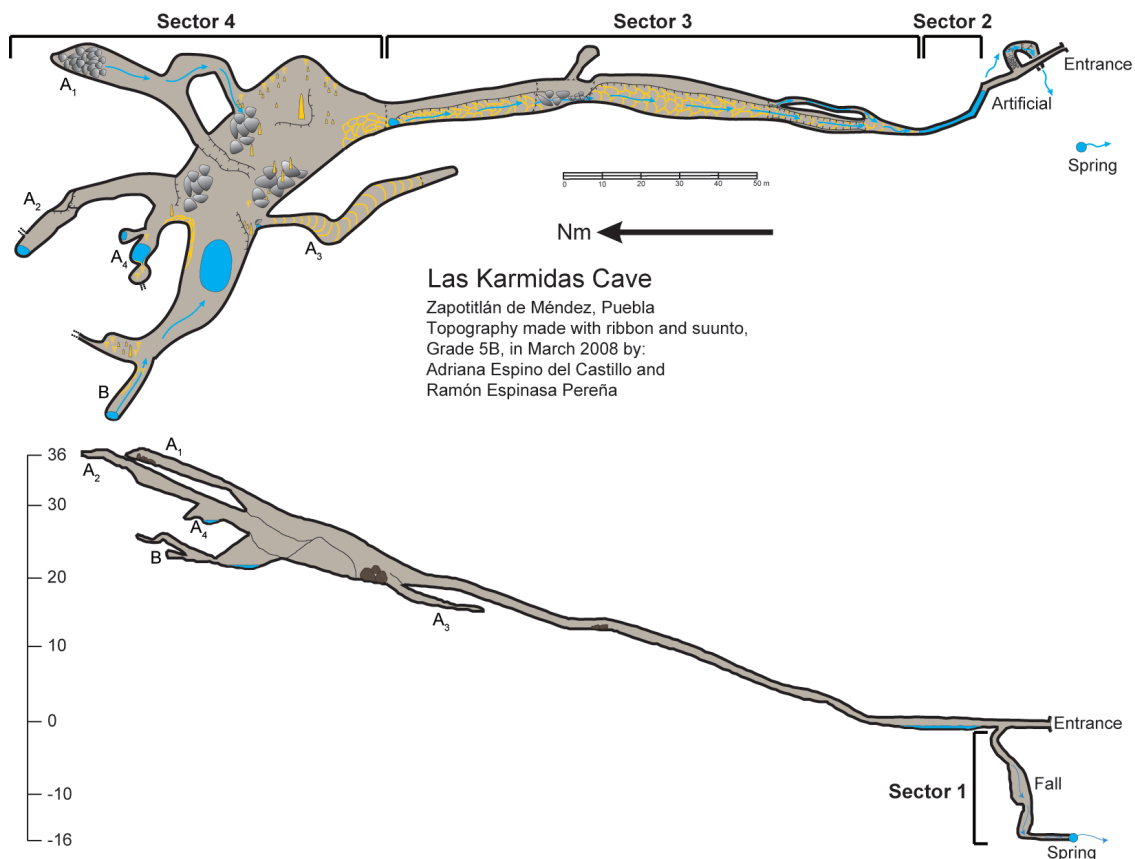 Sector 4
Sector 3
Sector 2
A1
Entrance
Artificial
Spring
A2
0 10 20 30 40 50 m
A3
A4
Nm
B
Las Karmidas Cave
Zapotitlán de Méndez, Puebla
Topography made with ribbon and suunto,
Grade 5B, in March 2008 by:
Adriana Espino del Castillo and
Ramón Espinasa Pereña
36
A1
A2
30
A4
B
20
A3
10
0
Entrance
Sector 1
Fall
-10
-16
Spring